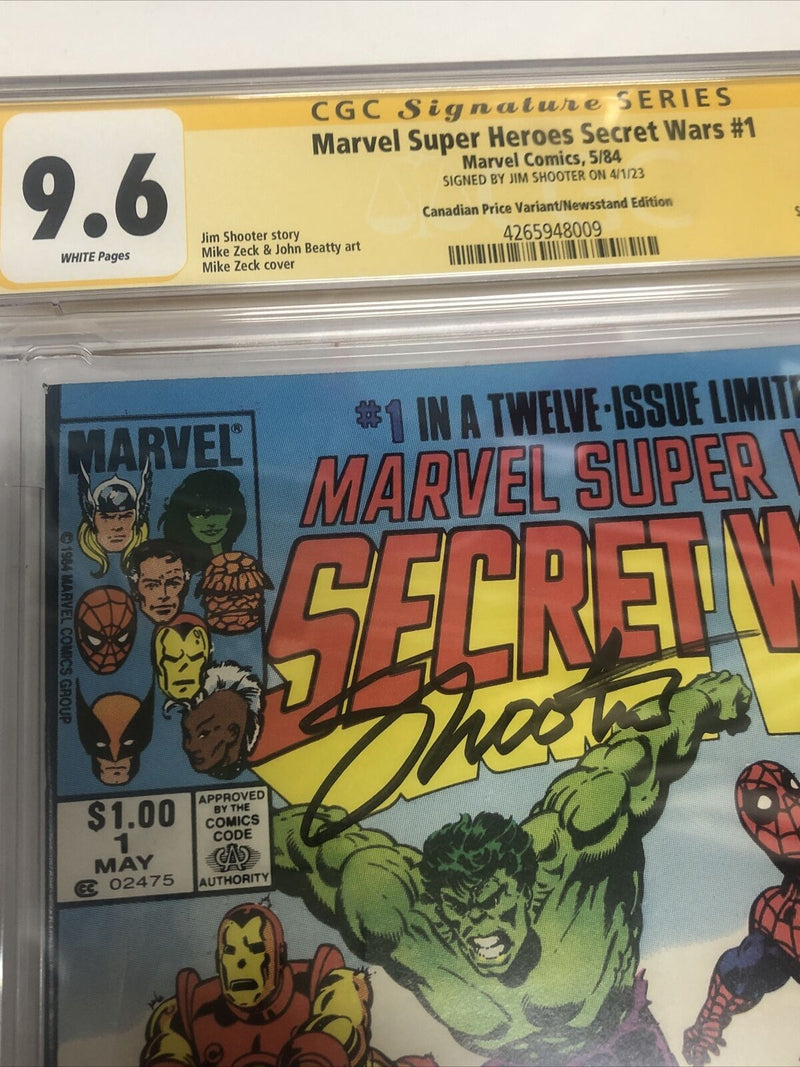 CGC Signature SERIES
Marvel Super Heroes Secret Wars #1
Marvel Comics, 5/84
SIGNED BY JIM SHOOTER ON 4/1/23
Canadian Price Variant/Newsstand Edition
4265948009
9.6
WHITE Pages
Jim Shooter story
Mike Zeck & John Beatty art
Mike Zeck cover
S
#1 IN A TWELVE-ISSUE LIMITE
MARVEL®
MARVEL SUPER
SECRET W
© 1984 MARVEL COMICS GROUP
Shooter
$1.00
1
MAY
CC 02475
APPROVED
BY THE
COMICS
CODE
CA
AUTHORITY